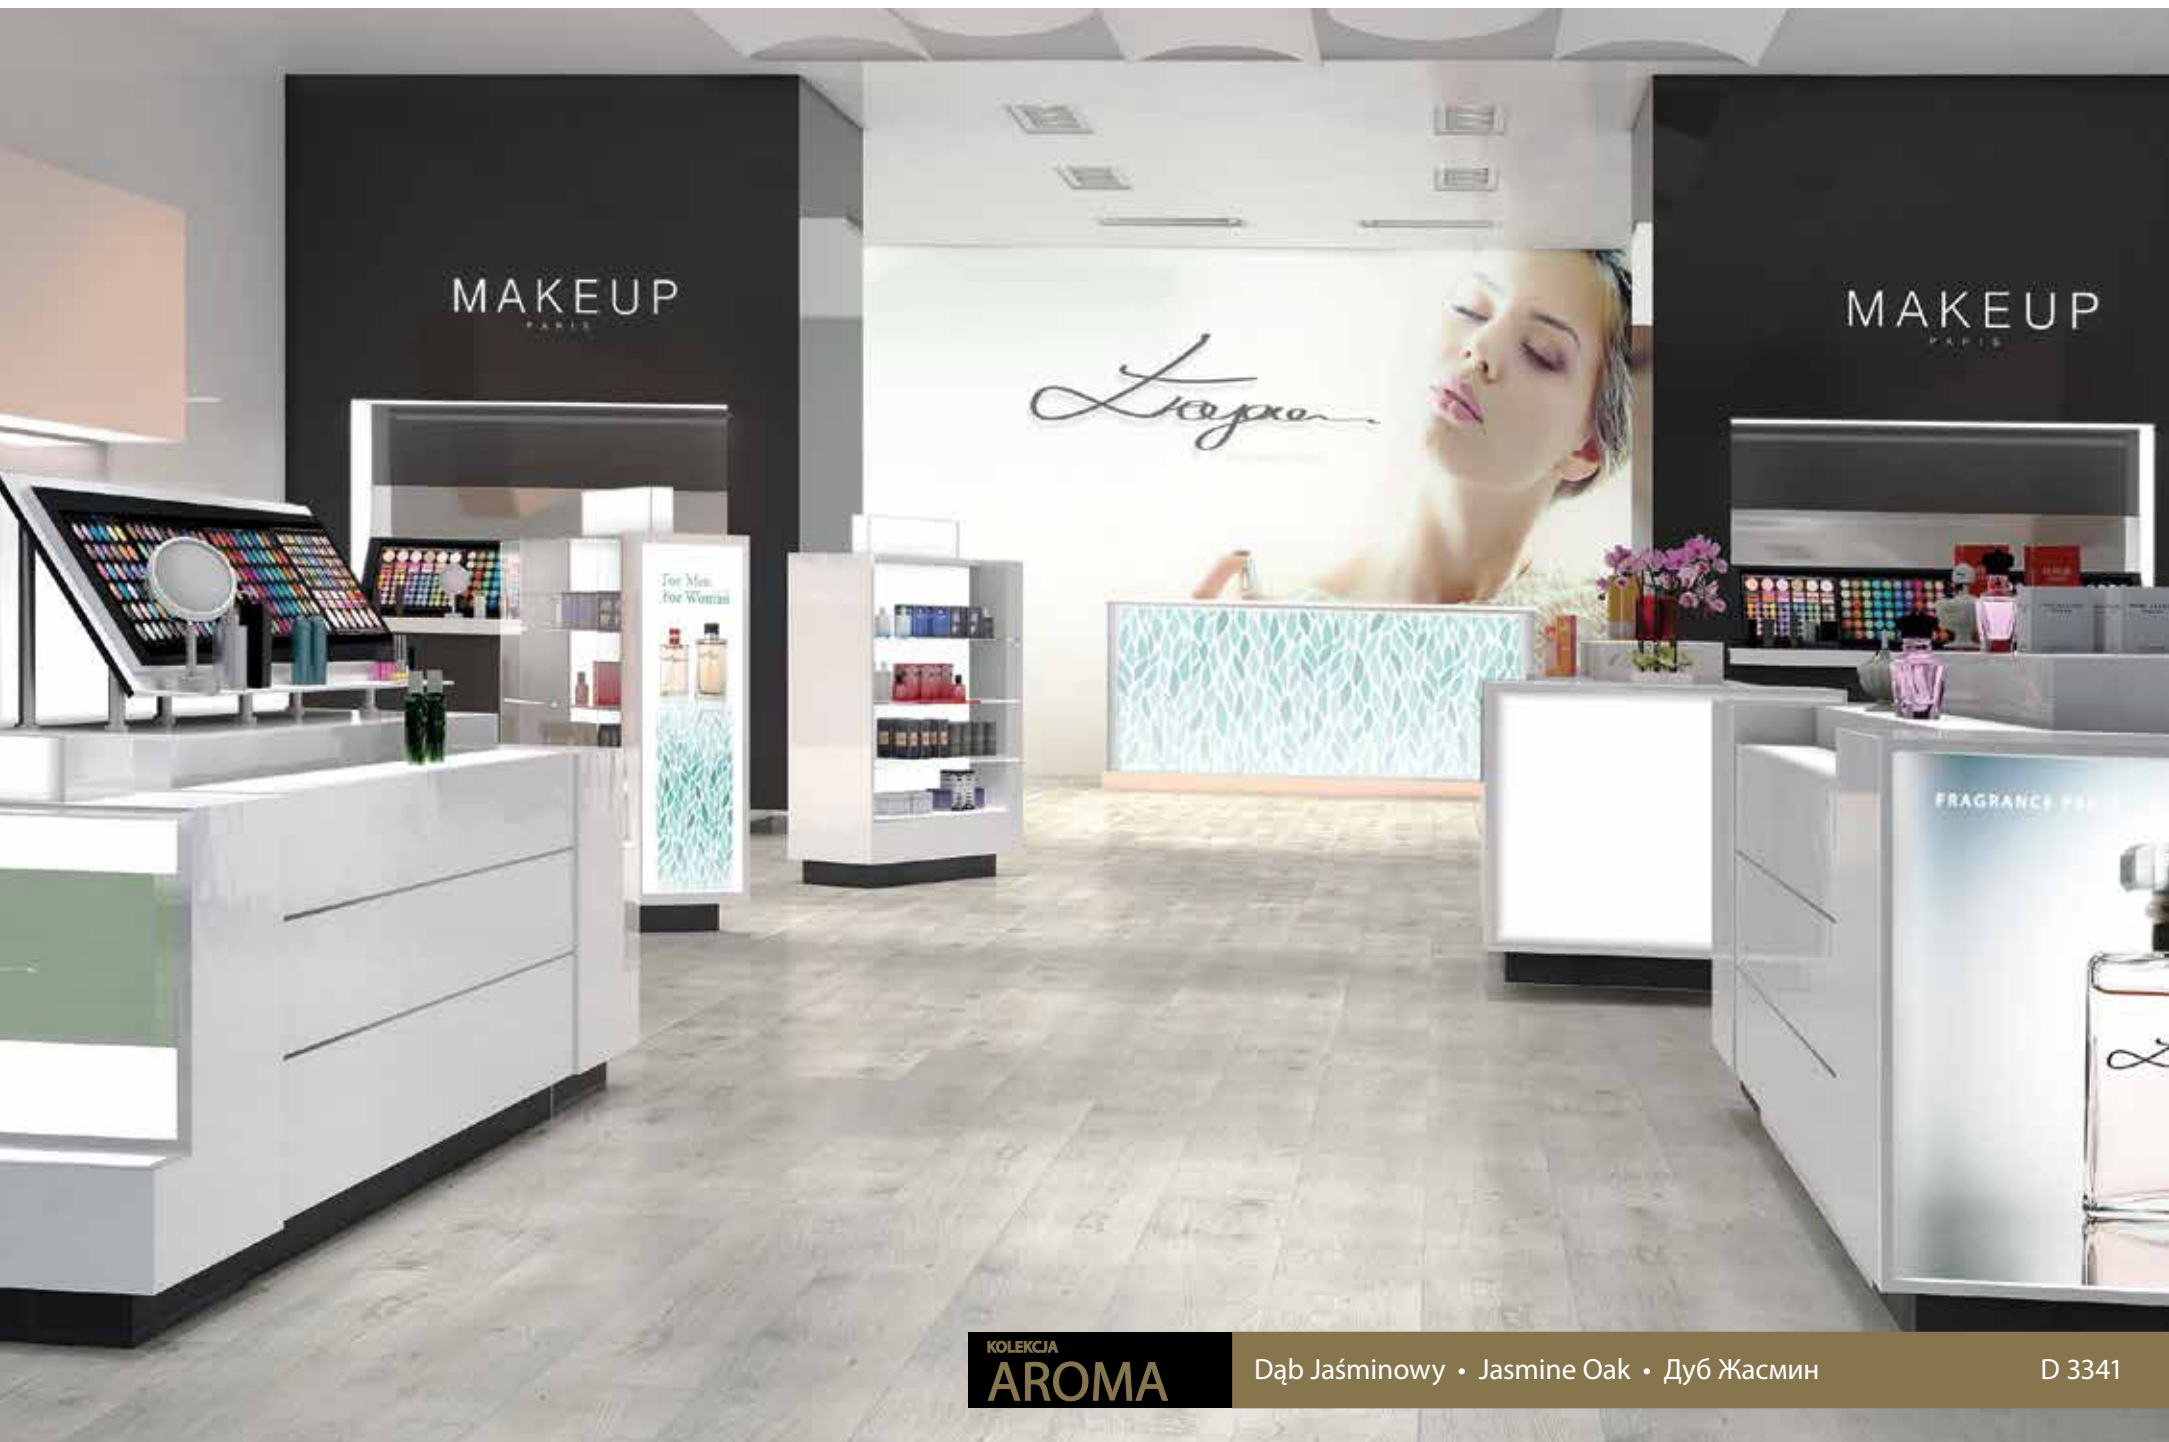 MAKEUP
PARIS
MAKEUP
PARIS
For Men
For Woman
FRAGRANCE
KOLEKCJA
AROMA
Dąb Jaśminowy • Jasmine Oak • Дуб Жасмин
D 3341